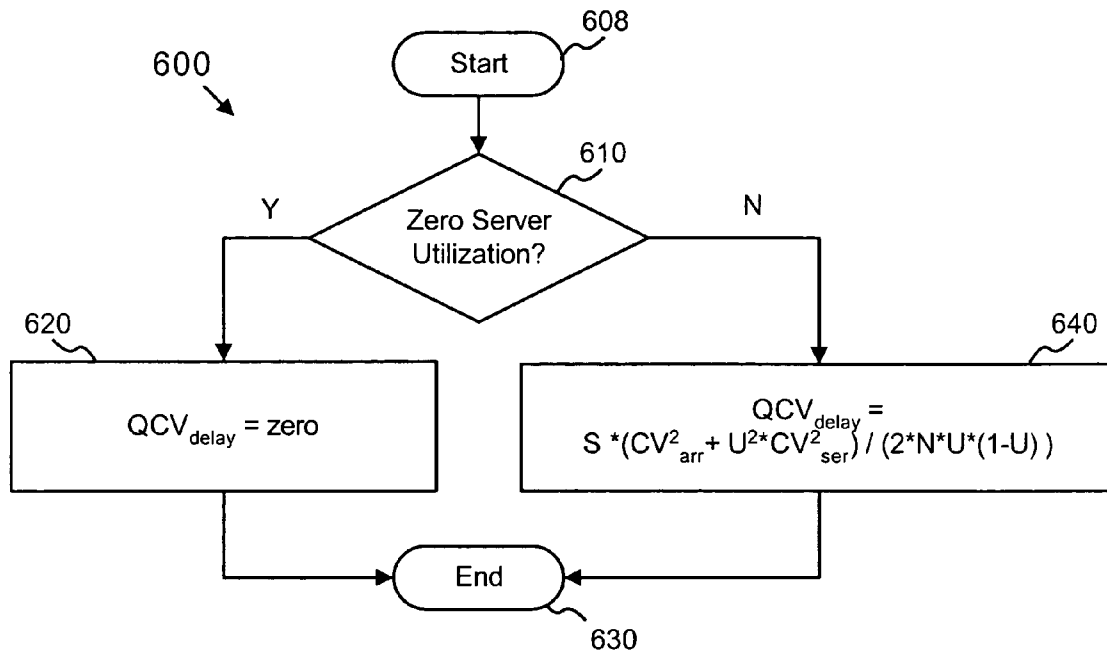 608
600
Start
610
Y
N
Zero Server
Utilization?
620
640
QCV_delay = zero
QCV_delay =
S *(CV²_arr + U²*CV²_ser) / (2*N*U*(1-U) )
End
630